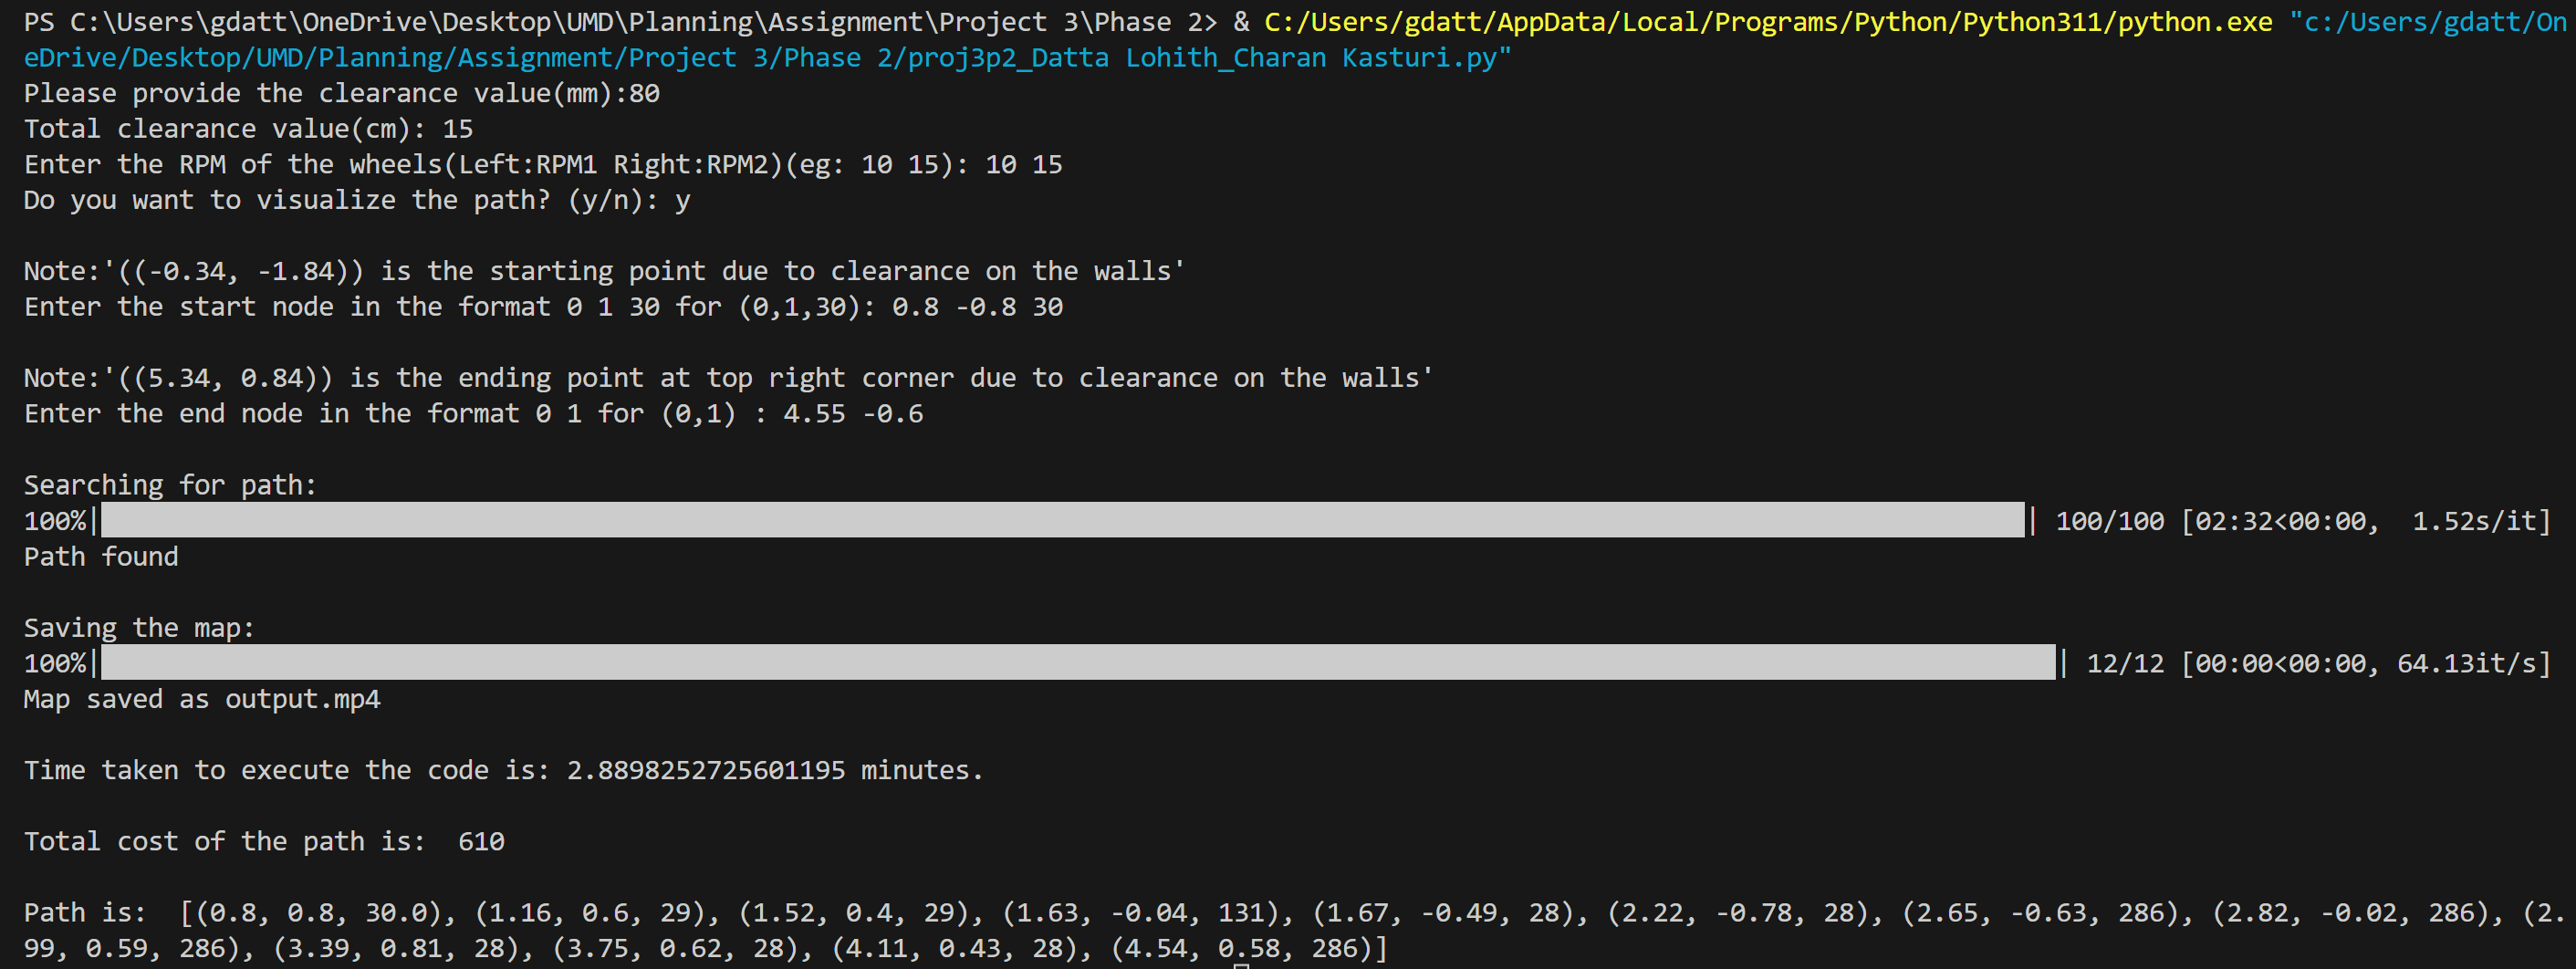 PS C:\Users\gdatt\OneDrive\Desktop\UMD\Planning\Assignment\Project 3\Phase 2> & C:/Users/gdatt/AppData/Local/Programs/Python/Python311/python.exe "c:/Users/gdatt/On
eDrive/Desktop/UMD/Planning/Assignment/Project 3/Phase 2/proj3p2_Datta Lohith_Charan Kasturi.py"
Please provide the clearance value(mm):80
Total clearance value(cm): 15
Enter the RPM of the wheels(Left:RPM1 Right:RPM2)(eg: 10 15): 10 15
Do you want to visualize the path? (y/n): y
Note:'((-0.34, -1.84)) is the starting point due to clearance on the walls'
Enter the start node in the format 0 1 30 for (0,1,30): 0.8 -0.8 30
Note:'((5.34, 0.84)) is the ending point at top right corner due to clearance on the walls'
Enter the end node in the format 0 1 for (0,1) : 4.55 -0.6
Searching for path:
100%| | 100/100 [02:32<00:00,  1.52s/it]
Path found
Saving the map:
100%| | 12/12 [00:00<00:00, 64.13it/s]
Map saved as output.mp4
Time taken to execute the code is: 2.8898252725601195 minutes.
Total cost of the path is:  610
Path is:  [(0.8, 0.8, 30.0), (1.16, 0.6, 29), (1.52, 0.4, 29), (1.63, -0.04, 131), (1.67, -0.49, 28), (2.22, -0.78, 28), (2.65, -0.63, 286), (2.82, -0.02, 286), (2.
99, 0.59, 286), (3.39, 0.81, 28), (3.75, 0.62, 28), (4.11, 0.43, 28), (4.54, 0.58, 286)]